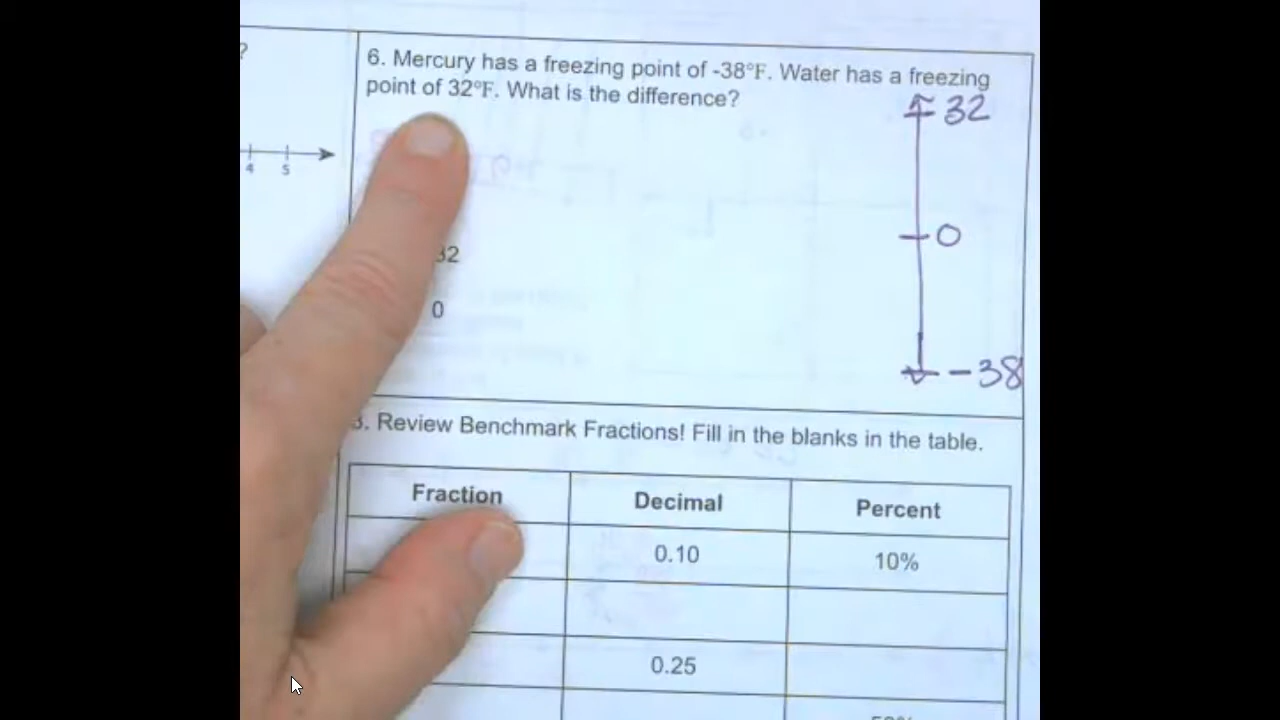 ?
6. Mercury has a freezing point of -38°F. Water has a freezing
point of 32°F. What is the difference?
32
0
-38
4 5
32
0
. Review Benchmark Fractions! Fill in the blanks in the table.
Fraction Decimal Percent
0.10 10%
0.25